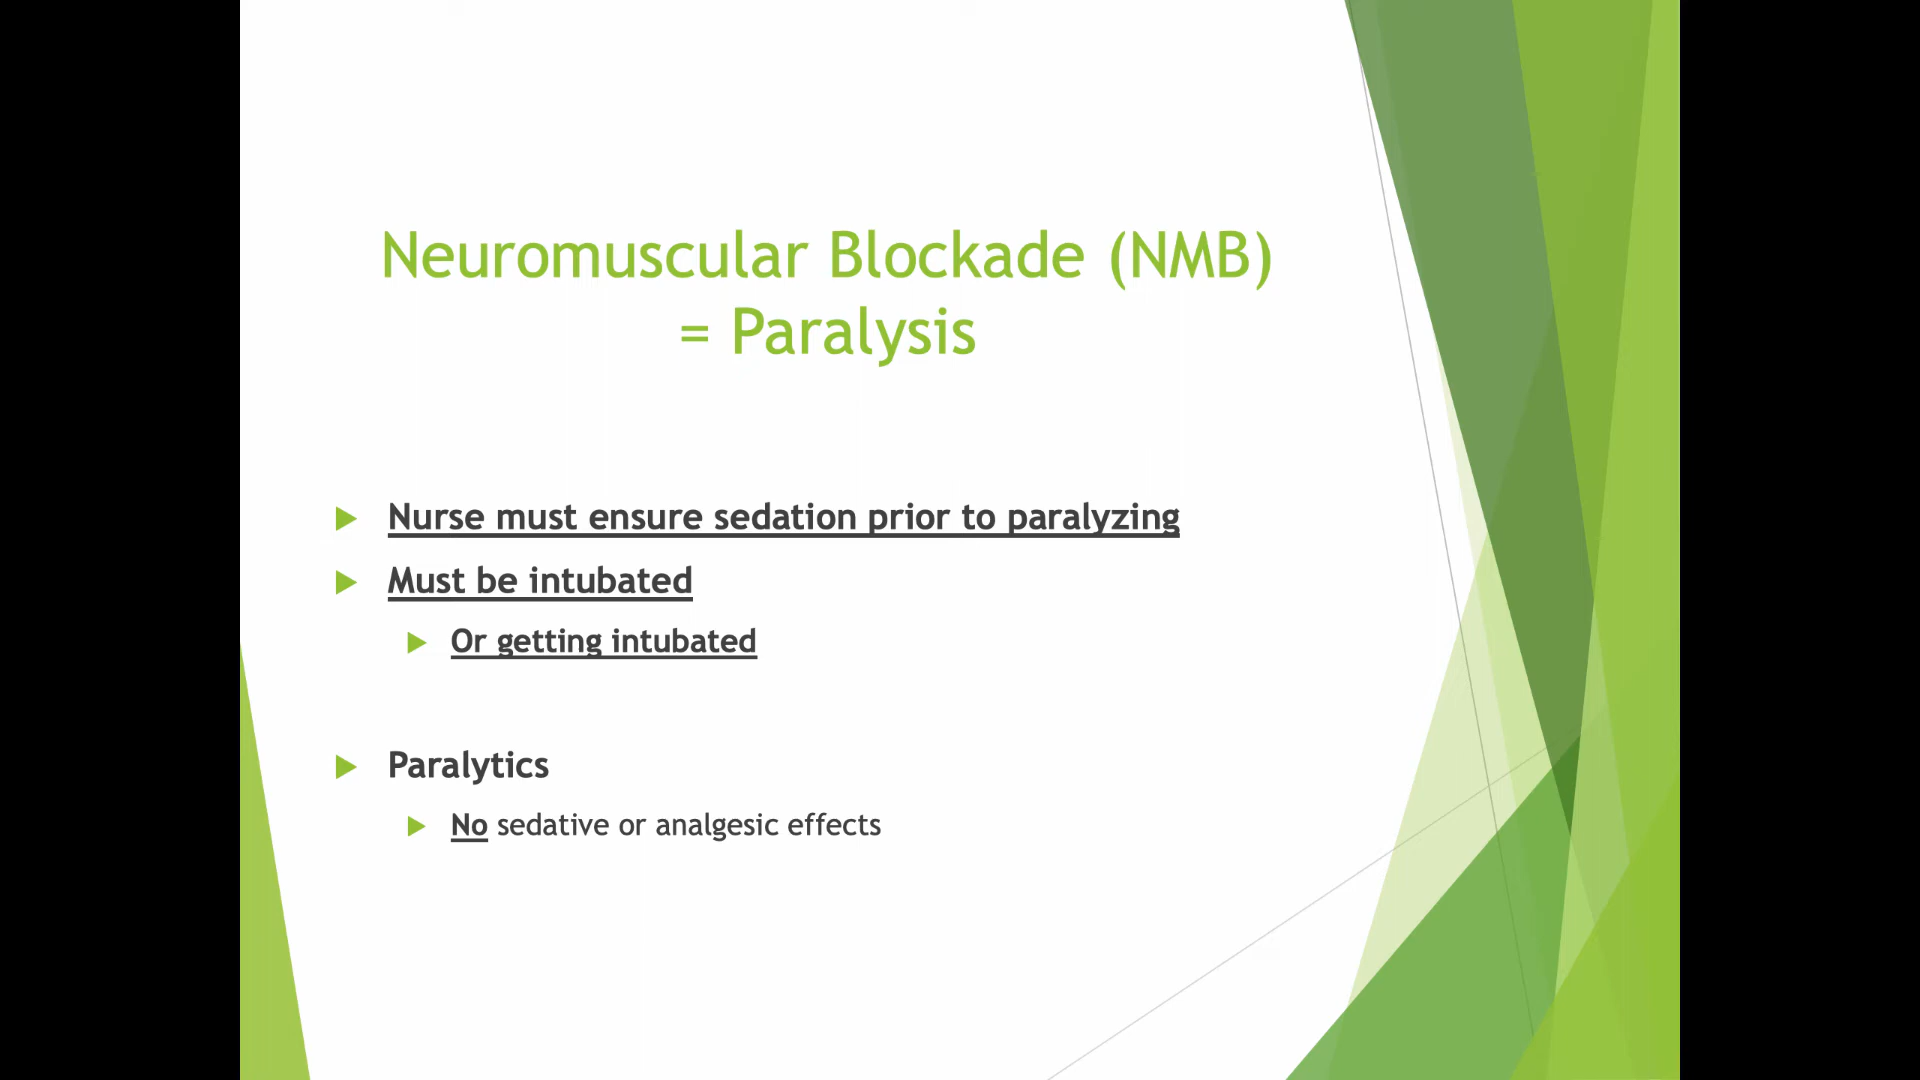 Neuromuscular Blockade (NMB)
= Paralysis
Nurse must ensure sedation prior to paralyzing
Must be intubated
Or getting intubated
Paralytics
No sedative or analgesic effects